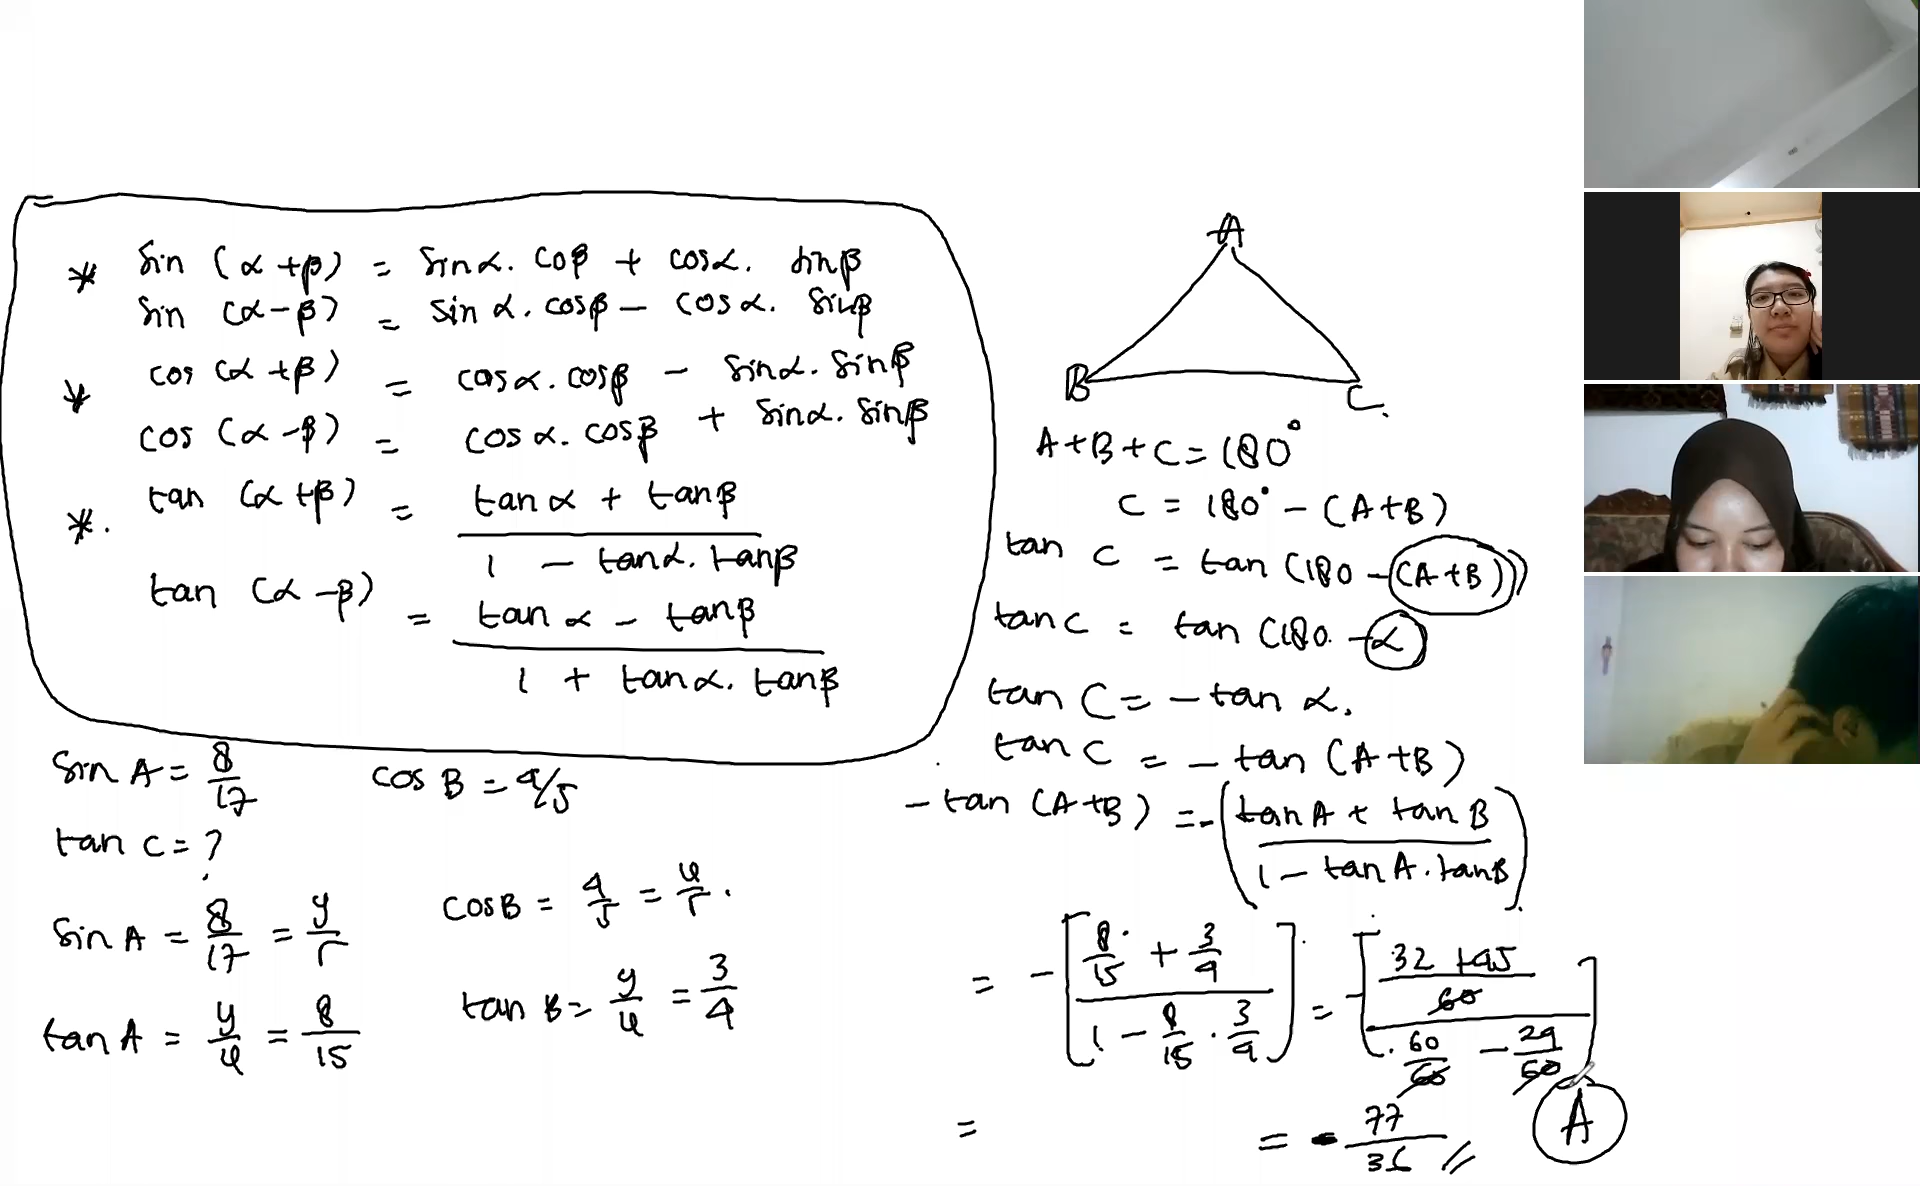 * sin (α+β) = sin α. coβ + cos α. sin β
sin (α-β) = sin α. cos β - cos α. sin β
* cos (α+β) = cos α. cos β - sin α. sin β
cos (α-β) = cos α. cos β + sin α. sin β
*. tan (α+β) = tan α + tan β / 1 - tan α. tan β
tan (α-β) = tan α - tan β / 1 + tan α. tan β
sin A = 8/17 cos B = 4/5
tan C = ?
sin A = 8/17 = y/r cos B = 4/5 = x/r.
tan A = y/x = 8/15 tan B = y/x = 3/4
A
B C.
A+B+C = 180°
C = 180° - (A+B)
tan C = tan (180 - (A+B))
tan C = tan (180. - α
tan C = - tan α.
tan C = - tan (A+B)
- tan (A+B) = - (tan A + tan B / 1 - tan A. tan B)
= - [8/15 + 3/4 / 1 - 8/15 . 3/4] = - [32 + 45 / 60 / 60/60 - 24/60]
= = - 77/36 //
A